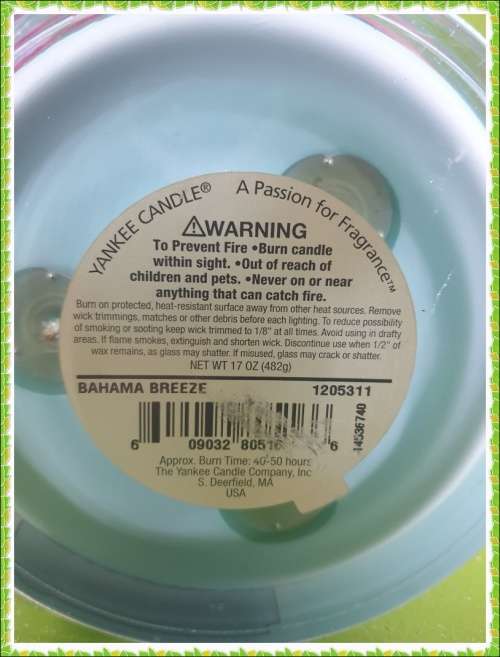 YANKEE CANDLE® A Passion for Fragrance™
⚠WARNING
To Prevent Fire •Burn candle
within sight. •Out of reach of
children and pets. •Never on or near
anything that can catch fire.
Burn on protected, heat-resistant surface away from other heat sources. Remove
wick trimmings, matches or other debris before each lighting. To reduce possibility
of smoking or sooting keep wick trimmed to 1/8" at all times. Avoid using in drafty
areas. If flame smokes, extinguish and shorten wick. Discontinue use when 1/2" of
wax remains, as glass may shatter. If misused, glass may crack or shatter.
NET WT 17 OZ (482g)
BAHAMA BREEZE 1205311
6 09032 8051 6
14536740
Approx. Burn Time: 40-50 hours
The Yankee Candle Company, Inc
S. Deerfield, MA
USA